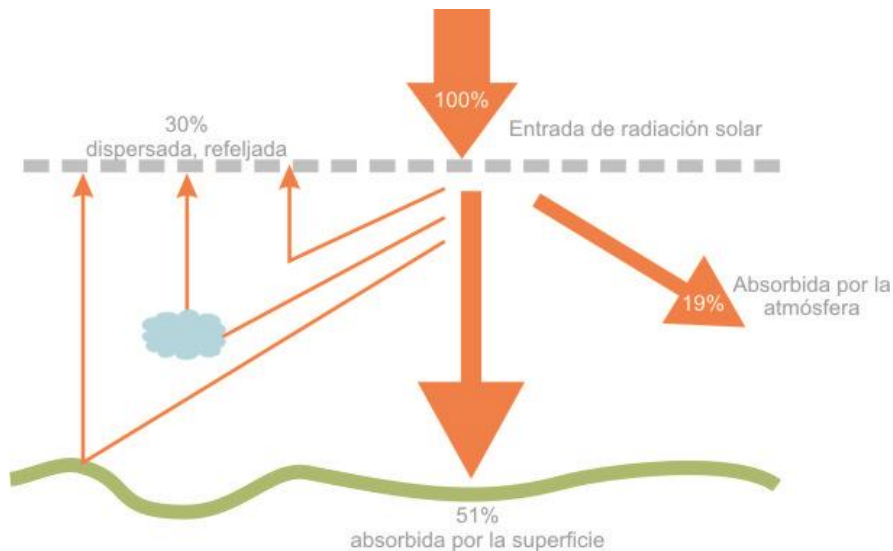 100%
30%
dispersada, refeljada
Entrada de radiación solar
19%
Absorbida por la
atmósfera
51%
absorbida por la superficie